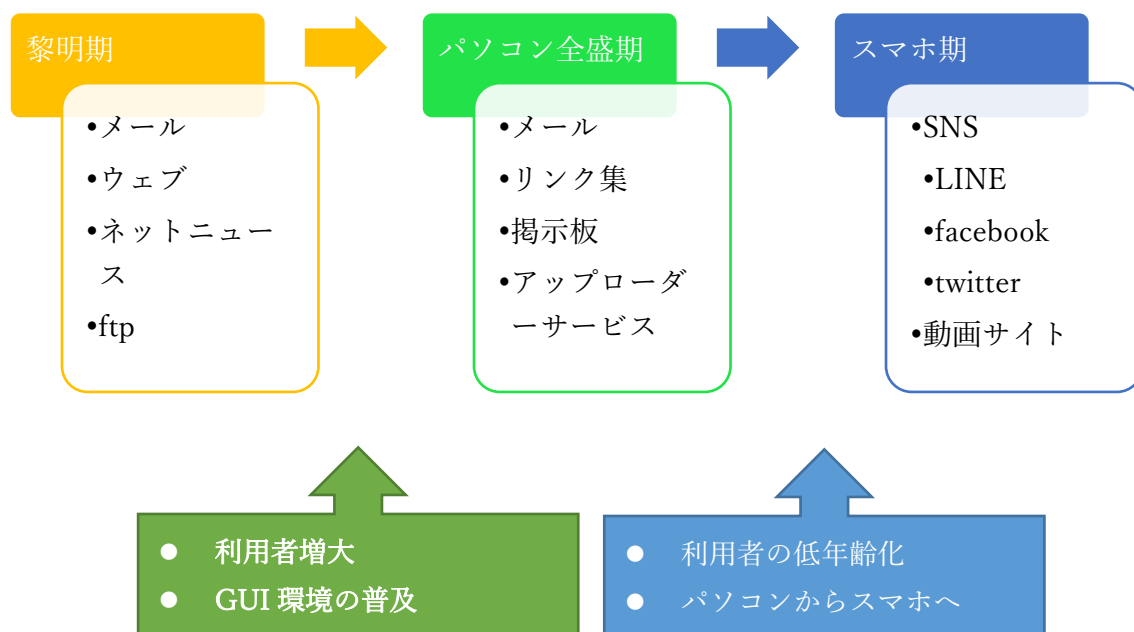 黎明期
•メール
•ウェブ
•ネットニュー
ス
•ftp
パソコン全盛期
•メール
•リンク集
•掲示板
•アップローダ
ーサービス
スマホ期
•SNS
•LINE
•facebook
•twitter
•動画サイト
● 利用者増大
● GUI 環境の普及
● 利用者の低年齢化
● パソコンからスマホへ